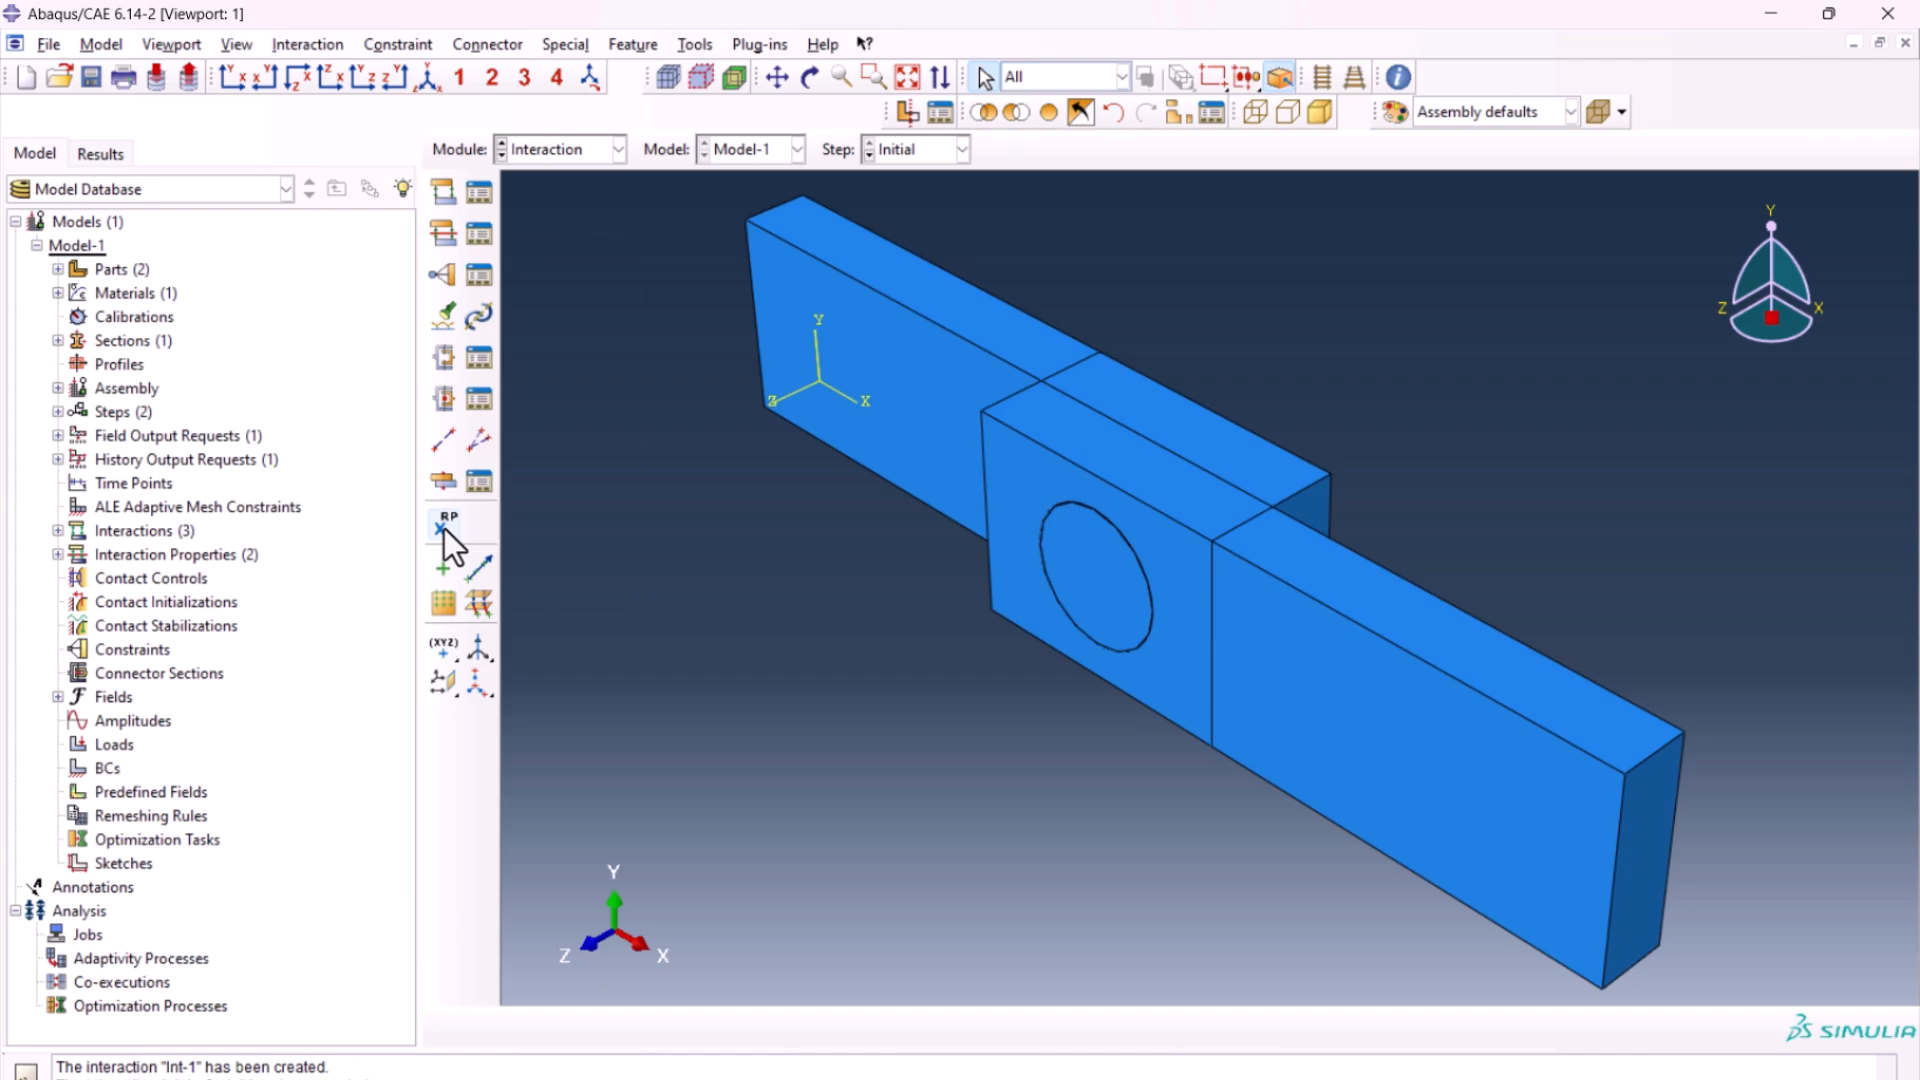 Abaqus/CAE 6.14-2 [Viewport: 1]
File Model Viewport View Interaction Constraint Connector Special Feature Tools Plug-ins Help
1 2 3 4 All
Assembly defaults
Model Results
Module: Interaction Model: Model-1 Step: Initial
Model Database
Models (1)
Model-1
Parts (2)
Materials (1)
Calibrations
Sections (1)
Profiles
Assembly
Steps (2)
Field Output Requests (1)
History Output Requests (1)
Time Points
ALE Adaptive Mesh Constraints
Interactions (3)
Interaction Properties (2)
Contact Controls
Contact Initializations
Contact Stabilizations
Constraints
Connector Sections
Fields
Amplitudes
Loads
BCs
Predefined Fields
Remeshing Rules
Optimization Tasks
Sketches
Annotations
Analysis
Jobs
Adaptivity Processes
Co-executions
Optimization Processes
RP
(XYZ)
Y
Z X
Y
Z X
Y
Z X
SIMULIA
The interaction "Int-1" has been created.